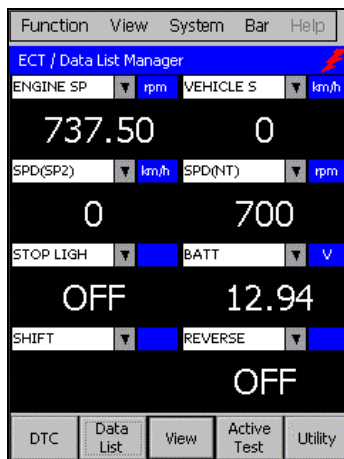 Function View System Bar Help
ECT / Data List Manager
ENGINE SP rpm VEHICLE S km/h
737.50 0
SPD(SP2) km/h SPD(NT) rpm
0 700
STOP LIGH BATT V
OFF 12.94
SHIFT REVERSE
OFF
DTC Data List View Active Test Utility